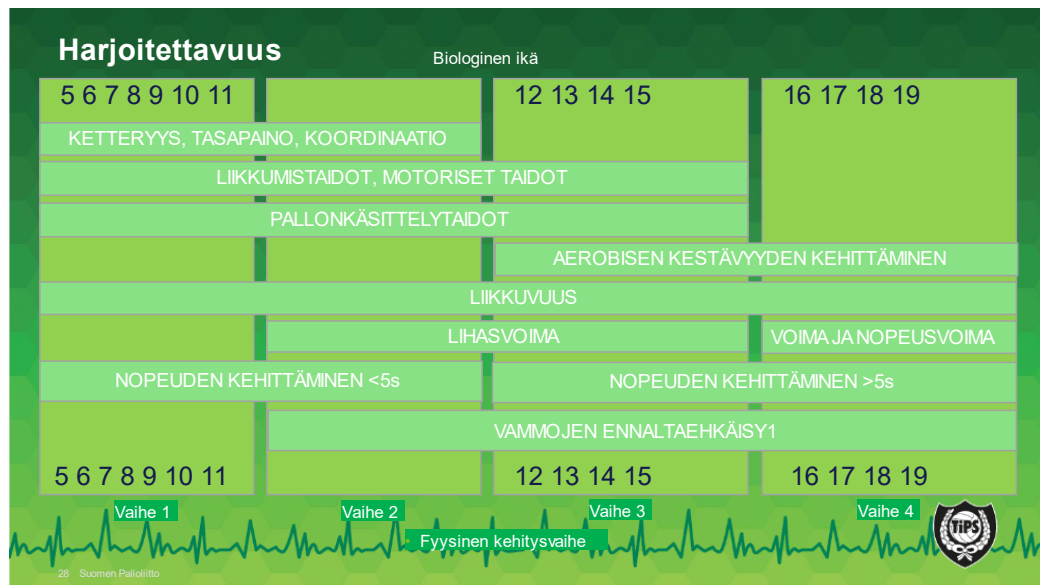 Harjoitettavuus
Biologinen ikä
5 6 7 8 9 10 11
12 13 14 15
16 17 18 19
KETTERYYS, TASAPAINO, KOORDINAATIO
LIIKKUMISTAIDOT, MOTORISET TAIDOT
PALLONKÄSITTELYTAIDOT
AEROBISEN KESTÄVYYDEN KEHITTÄMINEN
LIIKKUVUUS
LIHASVOIMA
VOIMA JA NOPEUSVOIMA
NOPEUDEN KEHITTÄMINEN <5s
NOPEUDEN KEHITTÄMINEN >5s
VAMMOJEN ENNALTAEHKÄISY1
5 6 7 8 9 10 11
12 13 14 15
16 17 18 19
Vaihe 1
Vaihe 2
Vaihe 3
Vaihe 4
TiPS
Fyysinen kehitysvaihe
28 Suomen Palloliitto